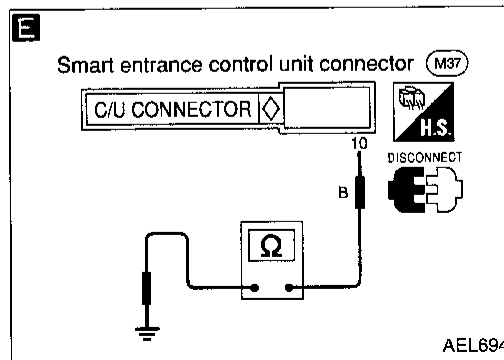 E
Smart entrance control unit connector M37
C/U CONNECTOR
H.S.
10
DISCONNECT
B
Ω
AEL694